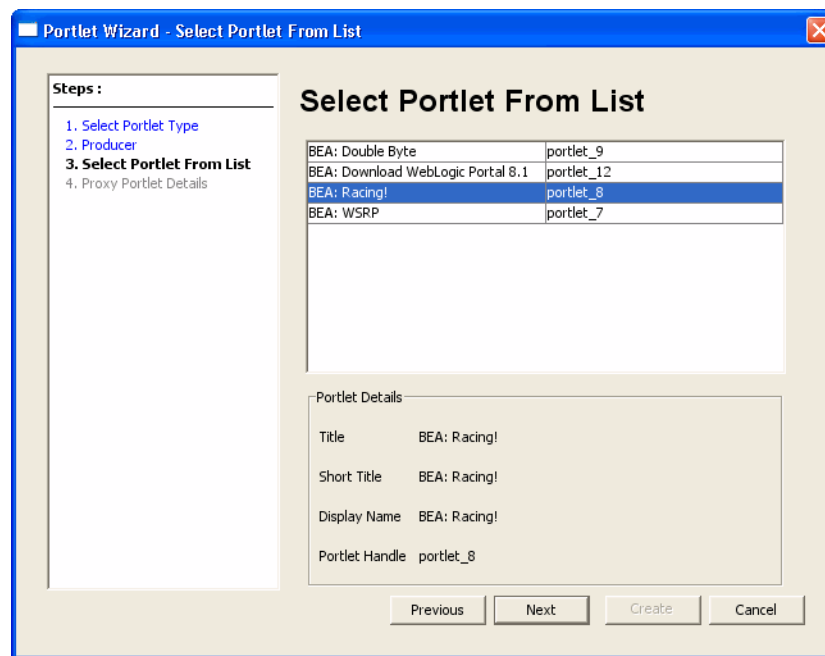 Portlet Wizard - Select Portlet From List
Steps :
1. Select Portlet Type
2. Producer
3. Select Portlet From List
4. Proxy Portlet Details
Select Portlet From List
BEA: Double Byte portlet_9
BEA: Download WebLogic Portal 8.1 portlet_12
BEA: Racing! portlet_8
BEA: WSRP portlet_7
Portlet Details
Title BEA: Racing!
Short Title BEA: Racing!
Display Name BEA: Racing!
Portlet Handle portlet_8
Previous Next Create Cancel